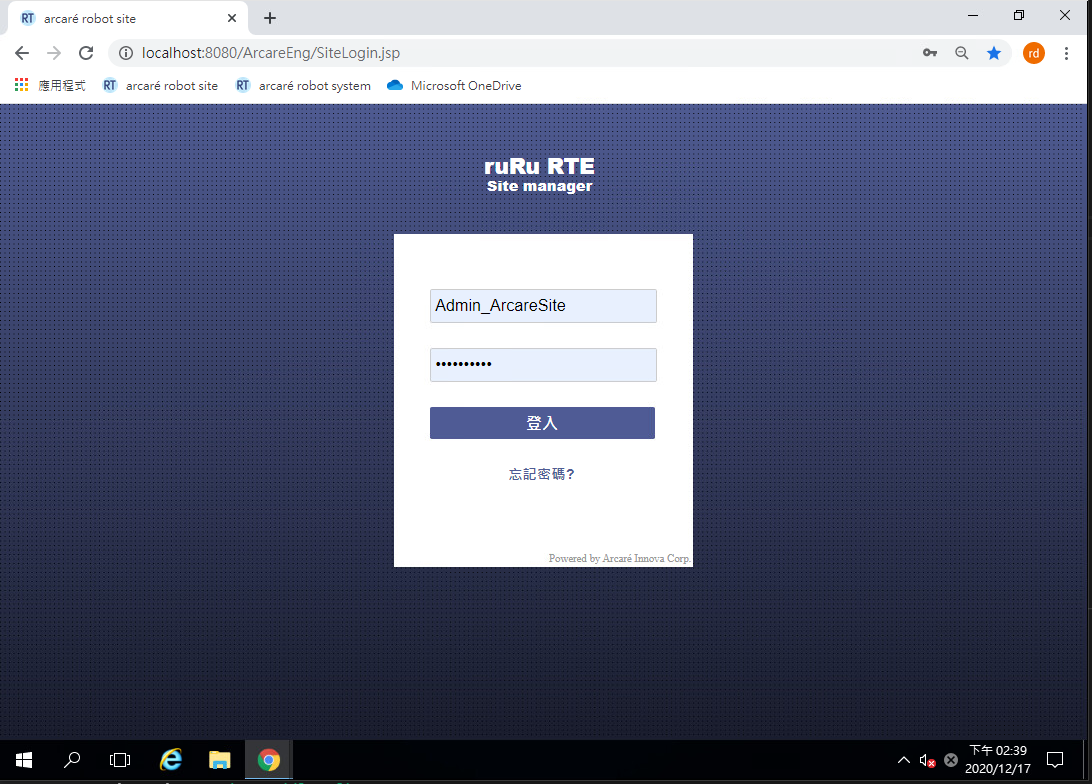 RT arcaré robot site
localhost:8080/ArcareEng/SiteLogin.jsp
rd
應用程式 RT arcaré robot site RT arcaré robot system Microsoft OneDrive
ruRu RTE
Site manager
Admin_ArcareSite
••••••••••
登入
忘記密碼?
Powered by Arcaré Innova Corp.
下午 02:39
2020/12/17